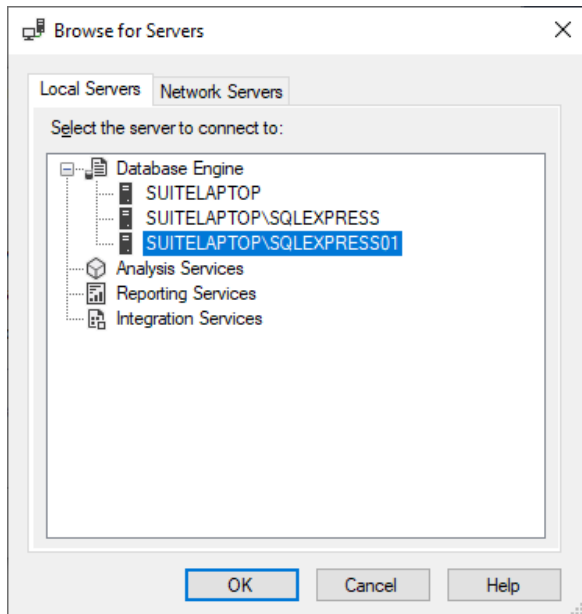 Browse for Servers
Local Servers Network Servers
Select the server to connect to:
Database Engine
SUITELAPTOP
SUITELAPTOP\SQLEXPRESS
SUITELAPTOP\SQLEXPRESS01
Analysis Services
Reporting Services
Integration Services
OK Cancel Help